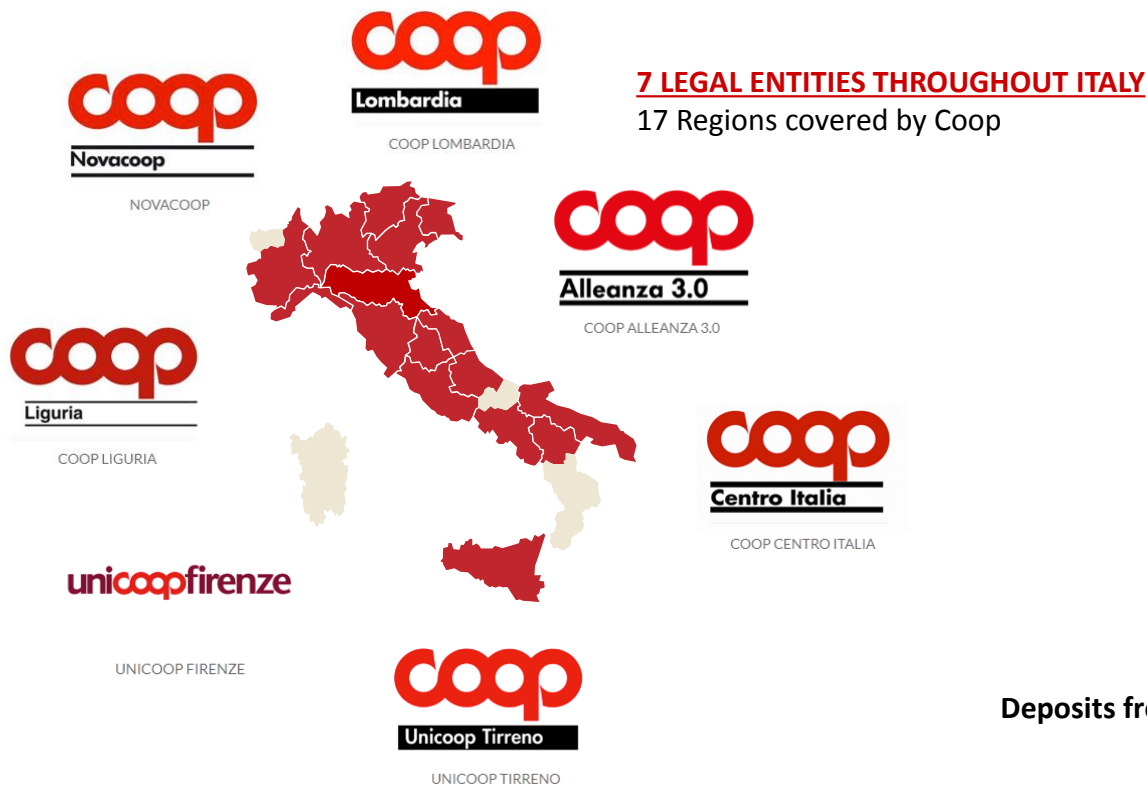 coop
Lombardia
COOP LOMBARDIA
7 LEGAL ENTITIES THROUGHOUT ITALY
17 Regions covered by Coop
coop
Novacoop
NOVACOOP
coop
Alleanza 3.0
COOP ALLEANZA 3.0
coop
Liguria
COOP LIGURIA
coop
Centro Italia
COOP CENTRO ITALIA
unicoopfirenze
UNICOOP FIRENZE
coop
Unicoop Tirreno
UNICOOP TIRRENO
Deposits